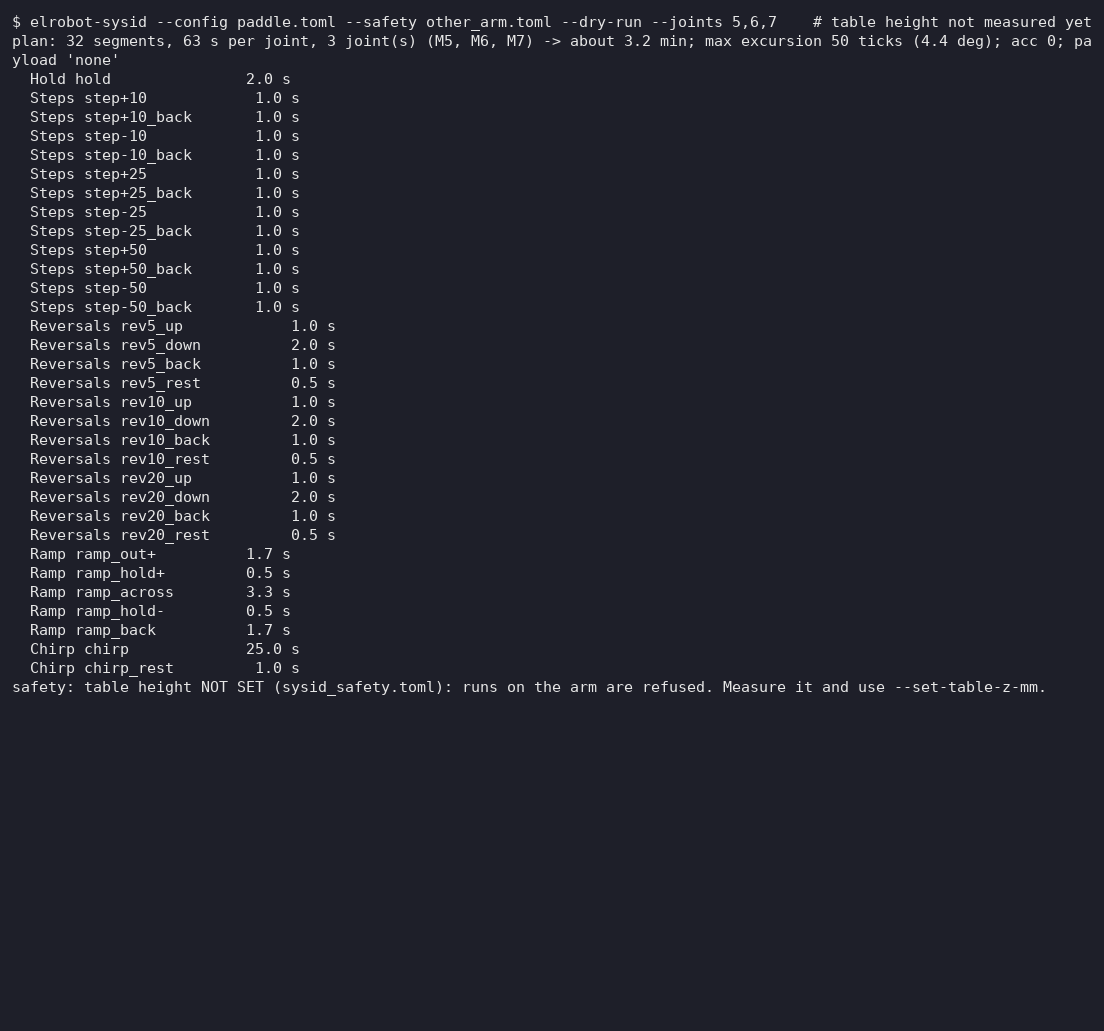 $ elrobot-sysid --config paddle.toml --safety other_arm.toml --dry-run --joints 5,6,7    # table height not measured yet
plan: 32 segments, 63 s per joint, 3 joint(s) (M5, M6, M7) -> about 3.2 min; max excursion 50 ticks (4.4 deg); acc 0; pa
yload 'none'
  Hold hold               2.0 s
  Steps step+10            1.0 s
  Steps step+10_back       1.0 s
  Steps step-10            1.0 s
  Steps step-10_back       1.0 s
  Steps step+25            1.0 s
  Steps step+25_back       1.0 s
  Steps step-25            1.0 s
  Steps step-25_back       1.0 s
  Steps step+50            1.0 s
  Steps step+50_back       1.0 s
  Steps step-50            1.0 s
  Steps step-50_back       1.0 s
  Reversals rev5_up            1.0 s
  Reversals rev5_down          2.0 s
  Reversals rev5_back          1.0 s
  Reversals rev5_rest          0.5 s
  Reversals rev10_up           1.0 s
  Reversals rev10_down         2.0 s
  Reversals rev10_back         1.0 s
  Reversals rev10_rest         0.5 s
  Reversals rev20_up           1.0 s
  Reversals rev20_down         2.0 s
  Reversals rev20_back         1.0 s
  Reversals rev20_rest         0.5 s
  Ramp ramp_out+          1.7 s
  Ramp ramp_hold+         0.5 s
  Ramp ramp_across        3.3 s
  Ramp ramp_hold-         0.5 s
  Ramp ramp_back          1.7 s
  Chirp chirp             25.0 s
  Chirp chirp_rest         1.0 s
safety: table height NOT SET (sysid_safety.toml): runs on the arm are refused. Measure it and use --set-table-z-mm.